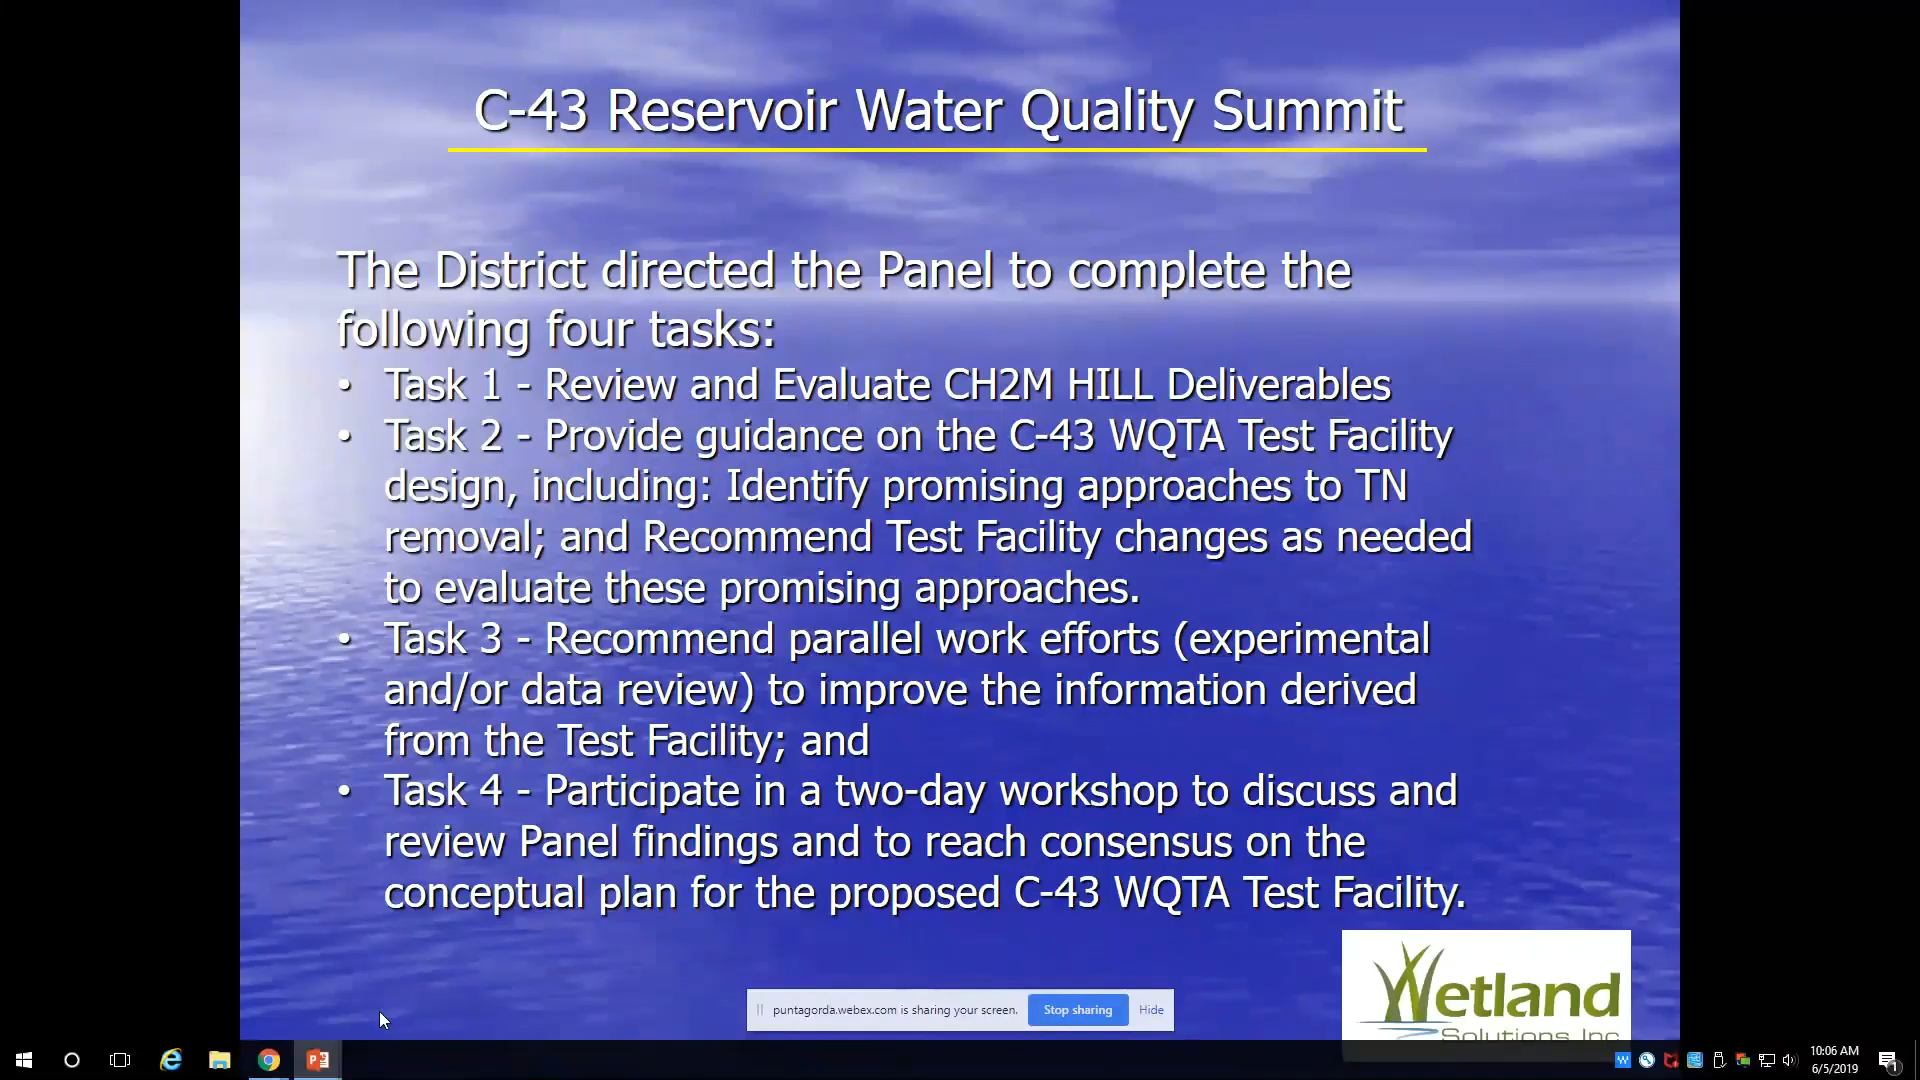 C-43 Reservoir Water Quality Summit
The District directed the Panel to complete the
following four tasks:
• Task 1 - Review and Evaluate CH2M HILL Deliverables
• Task 2 - Provide guidance on the C-43 WQTA Test Facility
design, including: Identify promising approaches to TN
removal; and Recommend Test Facility changes as needed
to evaluate these promising approaches.
• Task 3 - Recommend parallel work efforts (experimental
and/or data review) to improve the information derived
from the Test Facility; and
• Task 4 - Participate in a two-day workshop to discuss and
review Panel findings and to reach consensus on the
conceptual plan for the proposed C-43 WQTA Test Facility.
Wetland
Solutions, Inc
puntagorda.webex.com is sharing your screen. Stop sharing Hide
10:06 AM
6/5/2019
1